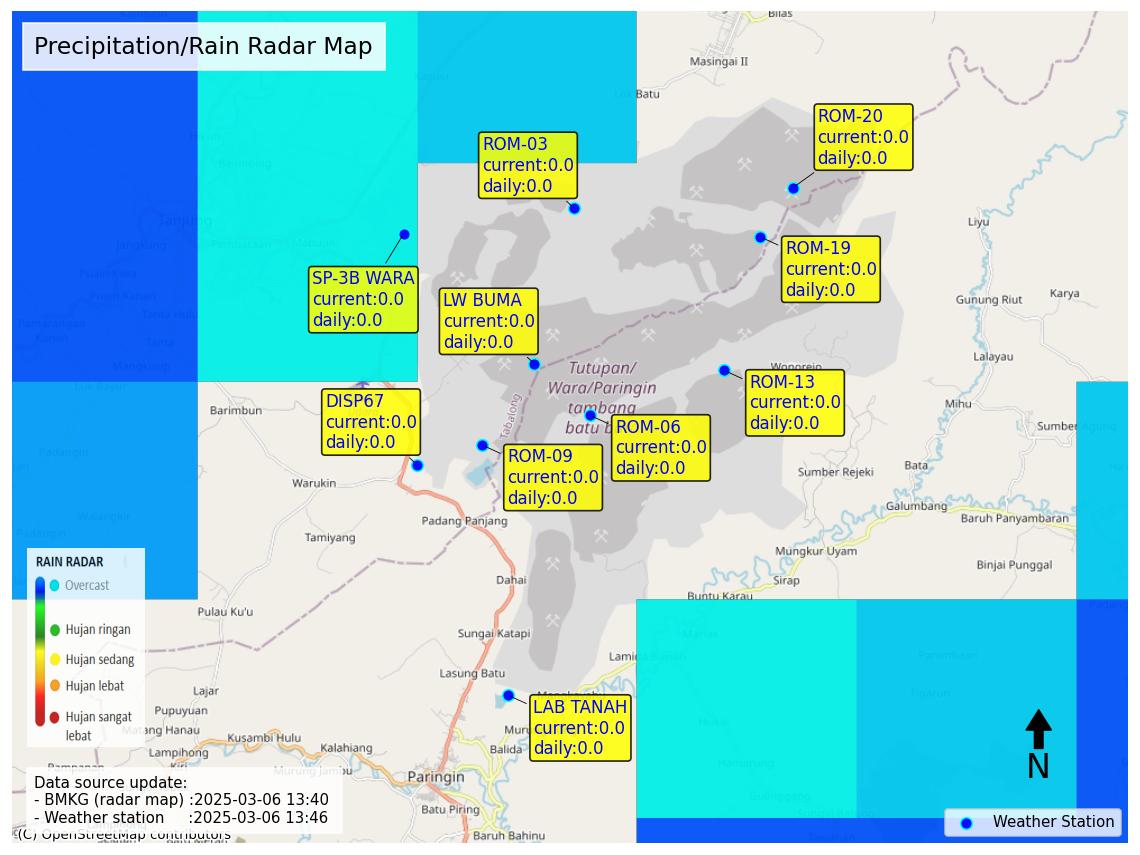 Precipitation/Rain Radar Map
Bilas
Masingai II
Batu
ROM-20
current:0.0
daily:0.0
ROM-03
current:0.0
daily:0.0
Tanjung
Liyu
ROM-19
current:0.0
daily:0.0
SP-3B WARA
current:0.0
daily:0.0
LW BUMA
current:0.0
daily:0.0
Karya
Gunung Riut
Lalayau
Wonorejo
Tutupan/
Wara/Paringin
tambang
batu b
Tabalong
ROM-13
current:0.0
daily:0.0
DISP67
current:0.0
daily:0.0
Barimbun
Mihu
Sumber Agung
ROM-06
current:0.0
daily:0.0
ROM-09
current:0.0
daily:0.0
Bata
Sumber Rejeki
Warukin
Galumbang
Baruh Panyambaran
Padang Panjang
Tamiyang
Mungkur Uyam
Binjai Punggal
Dahai
Sirap
Buntu Karau
Pulau Ku'u
Sungai Katapi
Lasung Batu
Lajar
Pupuyuan
Matang Hanau
Kusambi Hulu
Lampihong
Kalahiang
Murung Jambu
Balida
Paringin
Batu Piring
Baruh Bahinu
LAB TANAH
current:0.0
daily:0.0
RAIN RADAR
Overcast
Hujan ringan
Hujan sedang
Hujan lebat
Hujan sangat
lebat
Data source update:
- BMKG (radar map) :2025-03-06 13:40
- Weather station :2025-03-06 13:46
(C) OpenStreetMap contributors
N
Weather Station